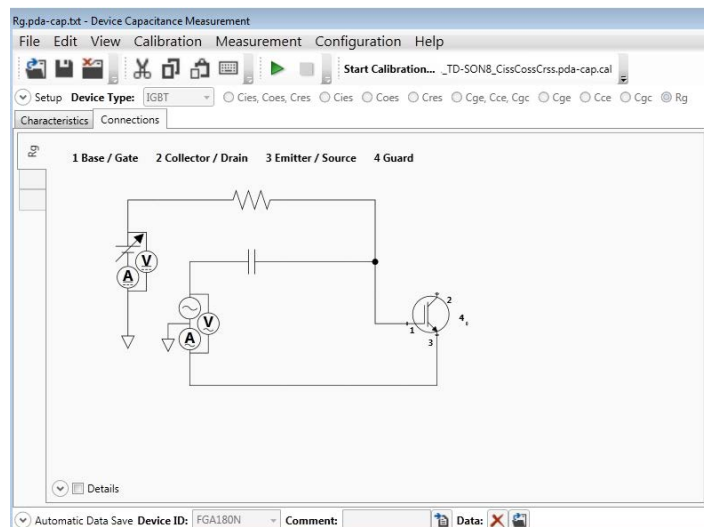 Rg.pda-cap.txt - Device Capacitance Measurement
File Edit View Calibration Measurement Configuration Help
Start Calibration... _TD-SON8_CissCossCrss.pda-cap.cal
Setup Device Type: IGBT Cies, Coes, Cres Cies Coes Cres Cge, Cce, Cgc Cge Cce Cgc Rg
Characteristics Connections
Rg
1 Base / Gate 2 Collector / Drain 3 Emitter / Source 4 Guard
V
A
V
A
2
4
1
3
Details
Automatic Data Save Device ID: FGA180N Comment: Data: